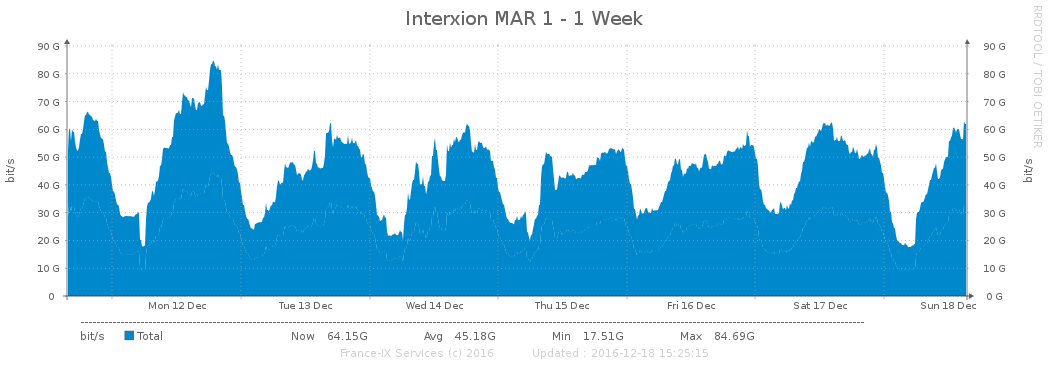 Interxion MAR 1 - 1 Week
RRDTOOL / TOBI OETIKER
bit/s
bit/s
90 G 90 G
80 G 80 G
70 G 70 G
60 G 60 G
50 G 50 G
40 G 40 G
30 G 30 G
20 G 20 G
10 G 10 G
0 0 G
Mon 12 Dec Tue 13 Dec Wed 14 Dec Thu 15 Dec Fri 16 Dec Sat 17 Dec Sun 18 Dec
bit/s Total Now 64.15G Avg 45.18G Min 17.51G Max 84.69G
France-IX Services (c) 2016 Updated : 2016-12-18 15:25:15